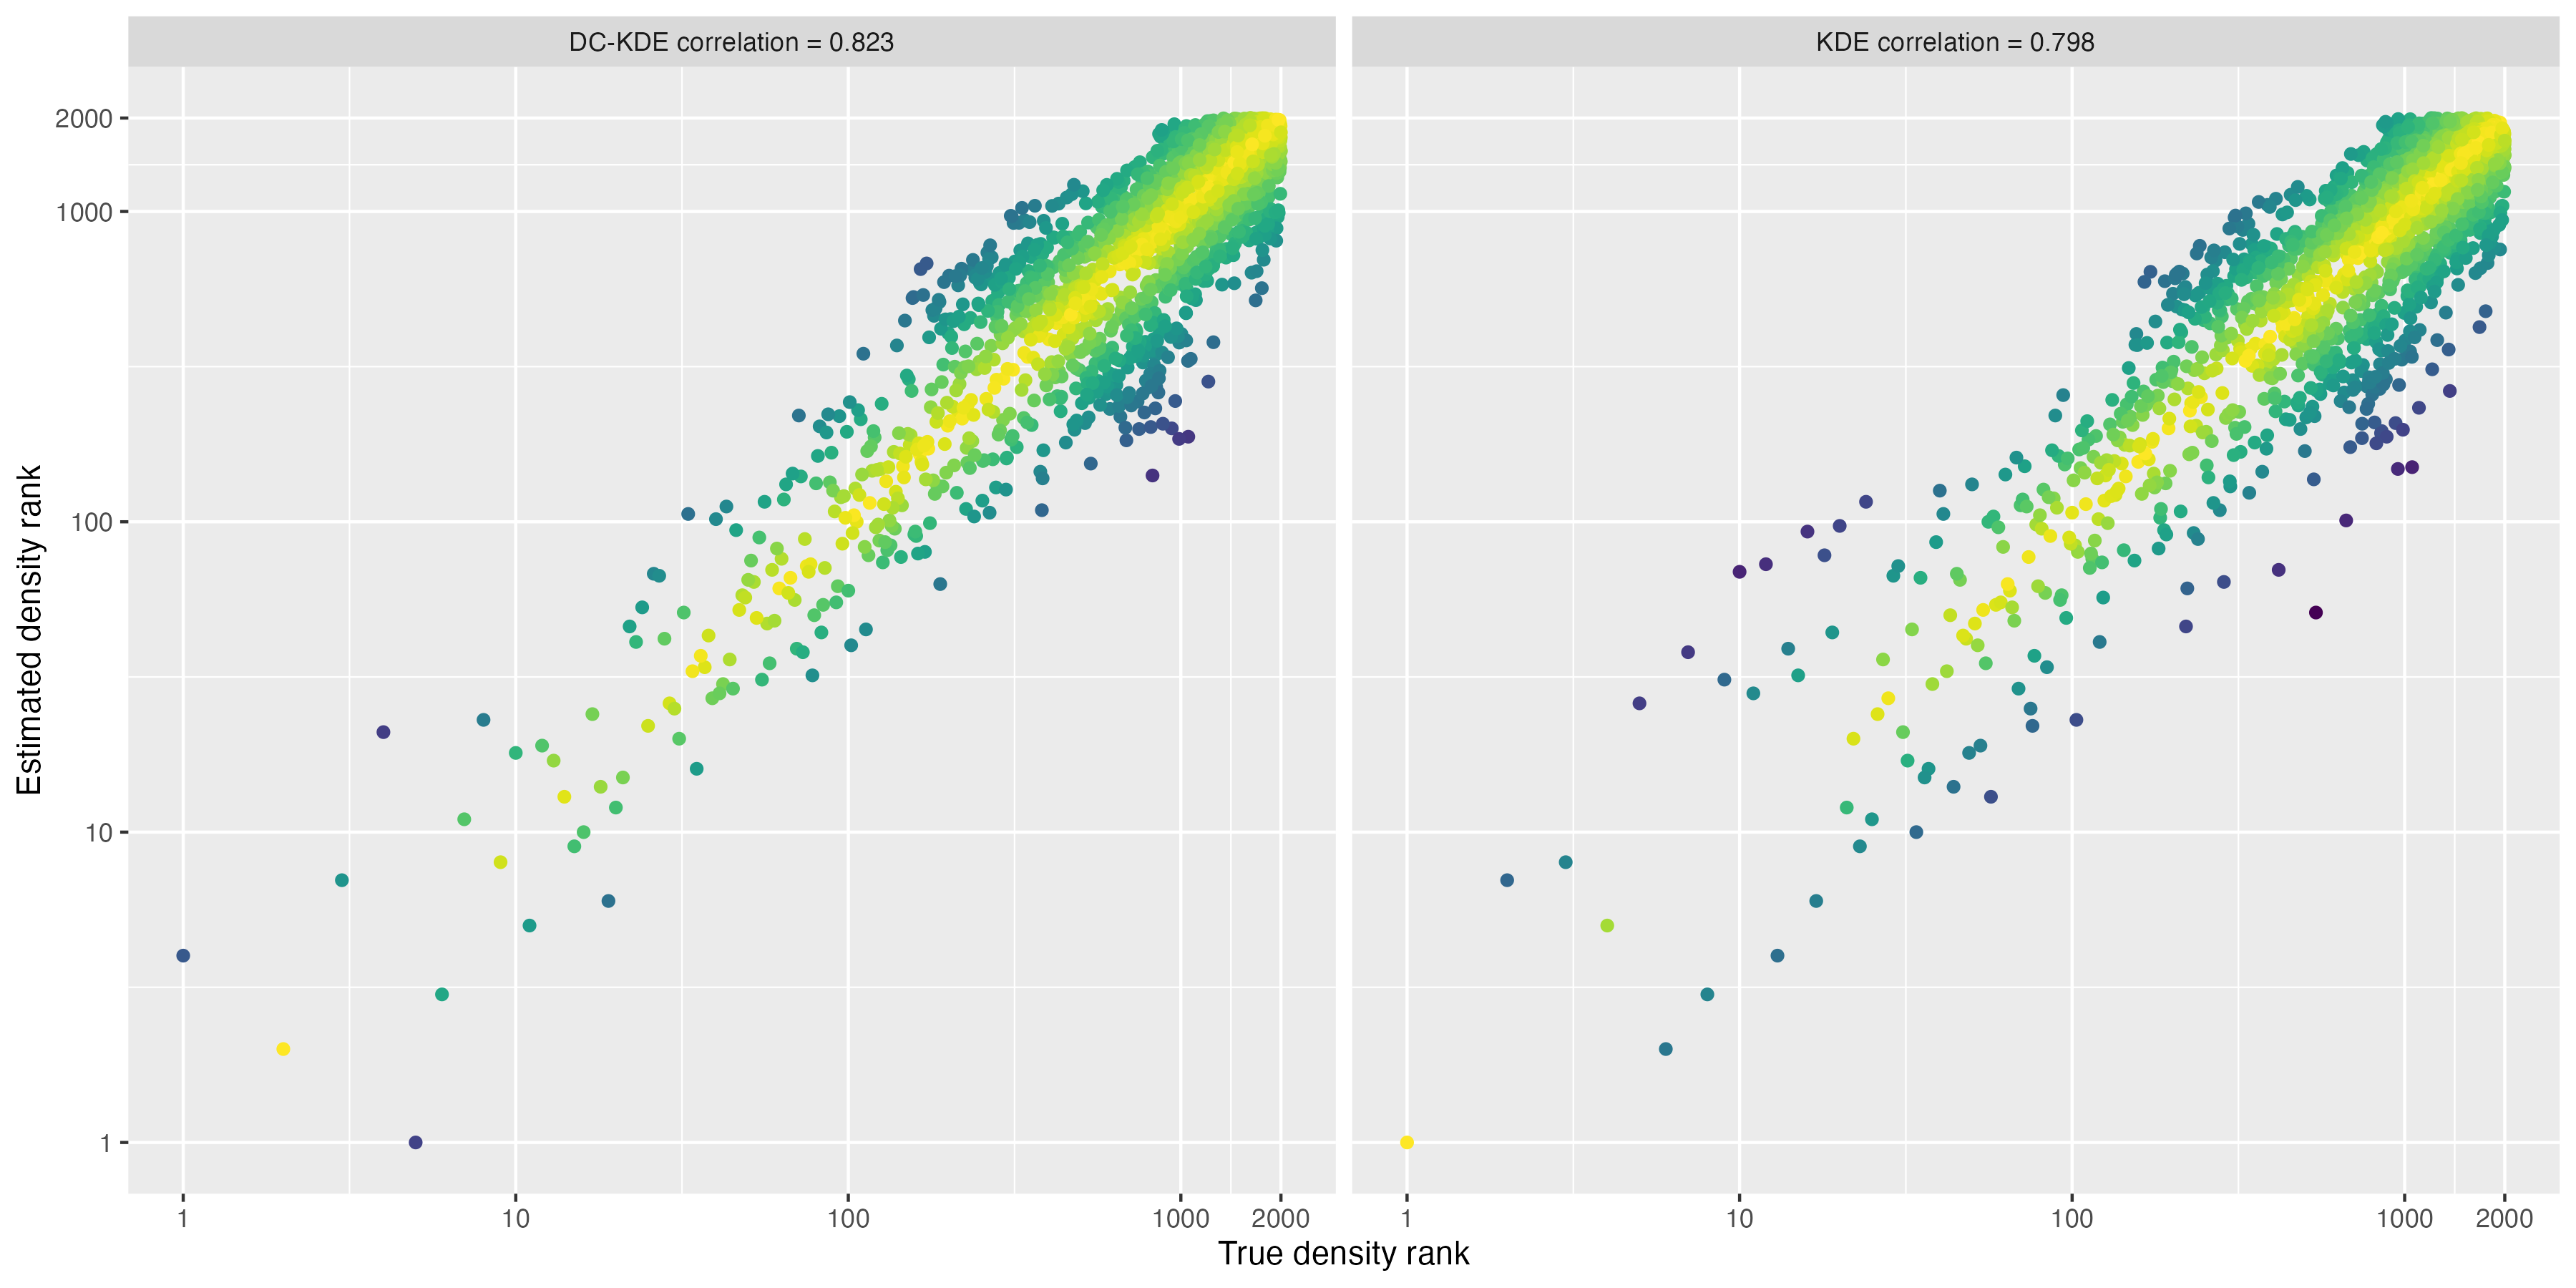 DC-KDE correlation = 0.823
KDE correlation = 0.798
Estimated density rank
2000
1000
100
10
1
1 10 100 1000 2000
1 10 100 1000 2000
True density rank